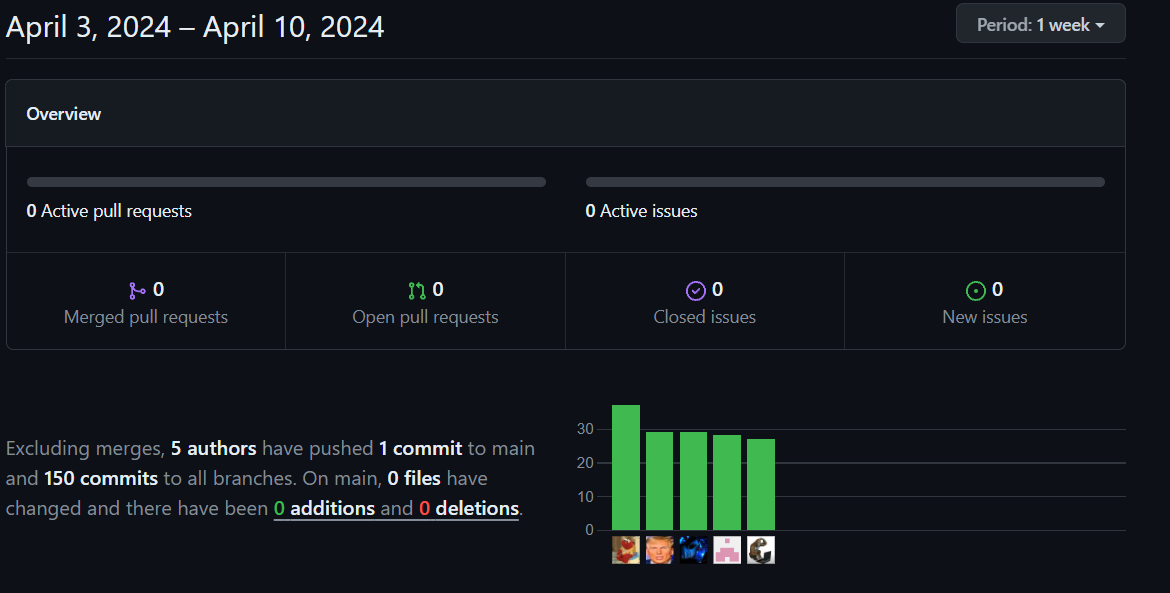 April 3, 2024 – April 10, 2024
Period: 1 week
Overview
0 Active pull requests
0 Active issues
0
Merged pull requests
0
Open pull requests
0
Closed issues
0
New issues
Excluding merges, 5 authors have pushed 1 commit to main
and 150 commits to all branches. On main, 0 files have
changed and there have been 0 additions and 0 deletions.
30
20
10
0